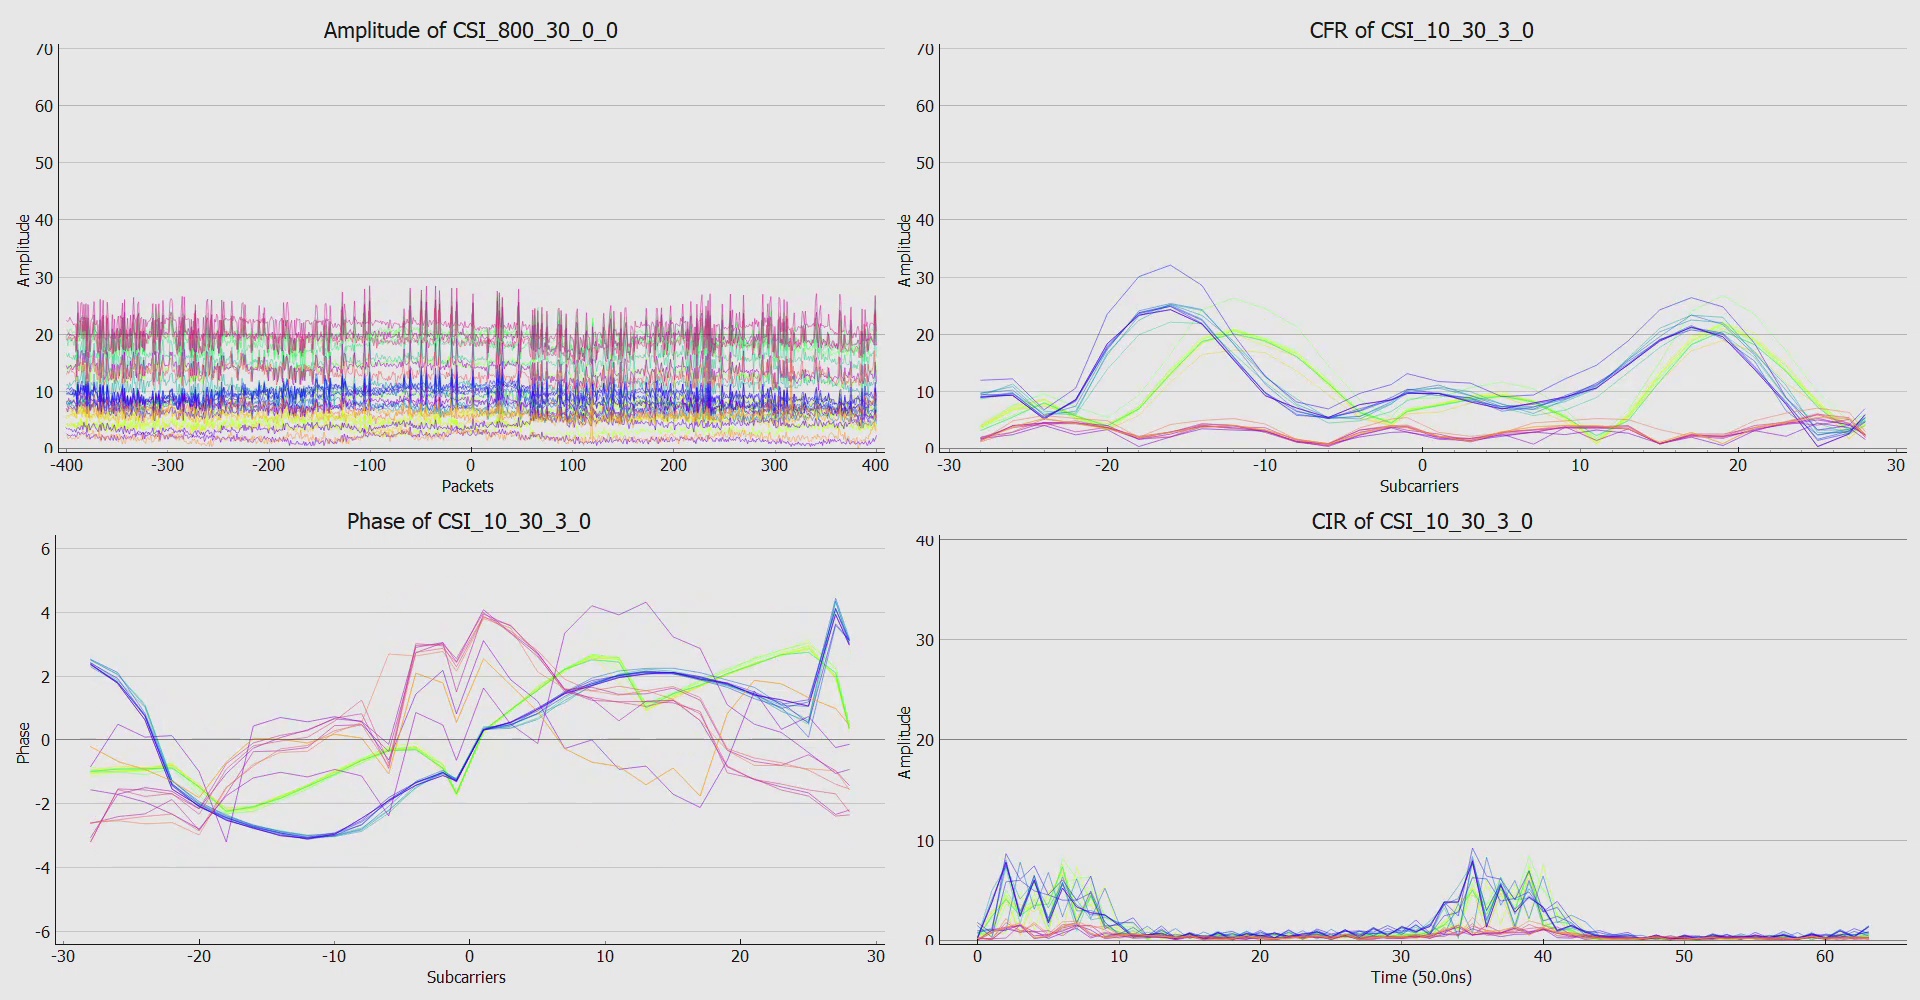 Amplitude of CSI_800_30_0_0
70
60
50
40
30
20
10
0
Amplitude
-400 -300 -200 -100 0 100 200 300 400
Packets
CFR of CSI_10_30_3_0
70
60
50
40
30
20
10
0
Amplitude
-30 -20 -10 0 10 20 30
Subcarriers
Phase of CSI_10_30_3_0
6
4
2
0
-2
-4
-6
Phase
-30 -20 -10 0 10 20 30
Subcarriers
CIR of CSI_10_30_3_0
40
30
20
10
0
Amplitude
0 10 20 30 40 50 60
Time (50.0ns)